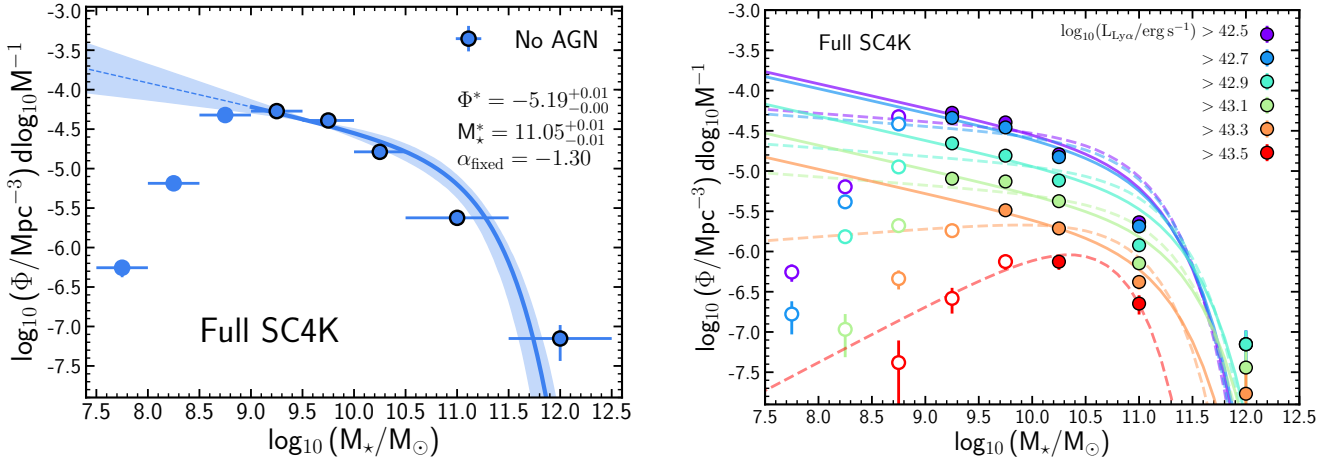 No AGN
Φ* = −5.19 +0.01 −0.00
M⋆* = 11.05 +0.01 −0.01
α fixed = −1.30
Full SC4K
log10 (Φ/Mpc−3) dlog10M−1
-3.0
-3.5
-4.0
-4.5
-5.0
-5.5
-6.0
-6.5
-7.0
-7.5
7.5 8.0 8.5 9.0 9.5 10.0 10.5 11.0 11.5 12.0 12.5
log10 (M⋆/M⊙)
Full SC4K
log10(LLyα/erg s−1) > 42.5
> 42.7
> 42.9
> 43.1
> 43.3
> 43.5
log10 (Φ/Mpc−3) dlog10M−1
-3.0
-3.5
-4.0
-4.5
-5.0
-5.5
-6.0
-6.5
-7.0
-7.5
7.5 8.0 8.5 9.0 9.5 10.0 10.5 11.0 11.5 12.0 12.5
log10 (M⋆/M⊙)